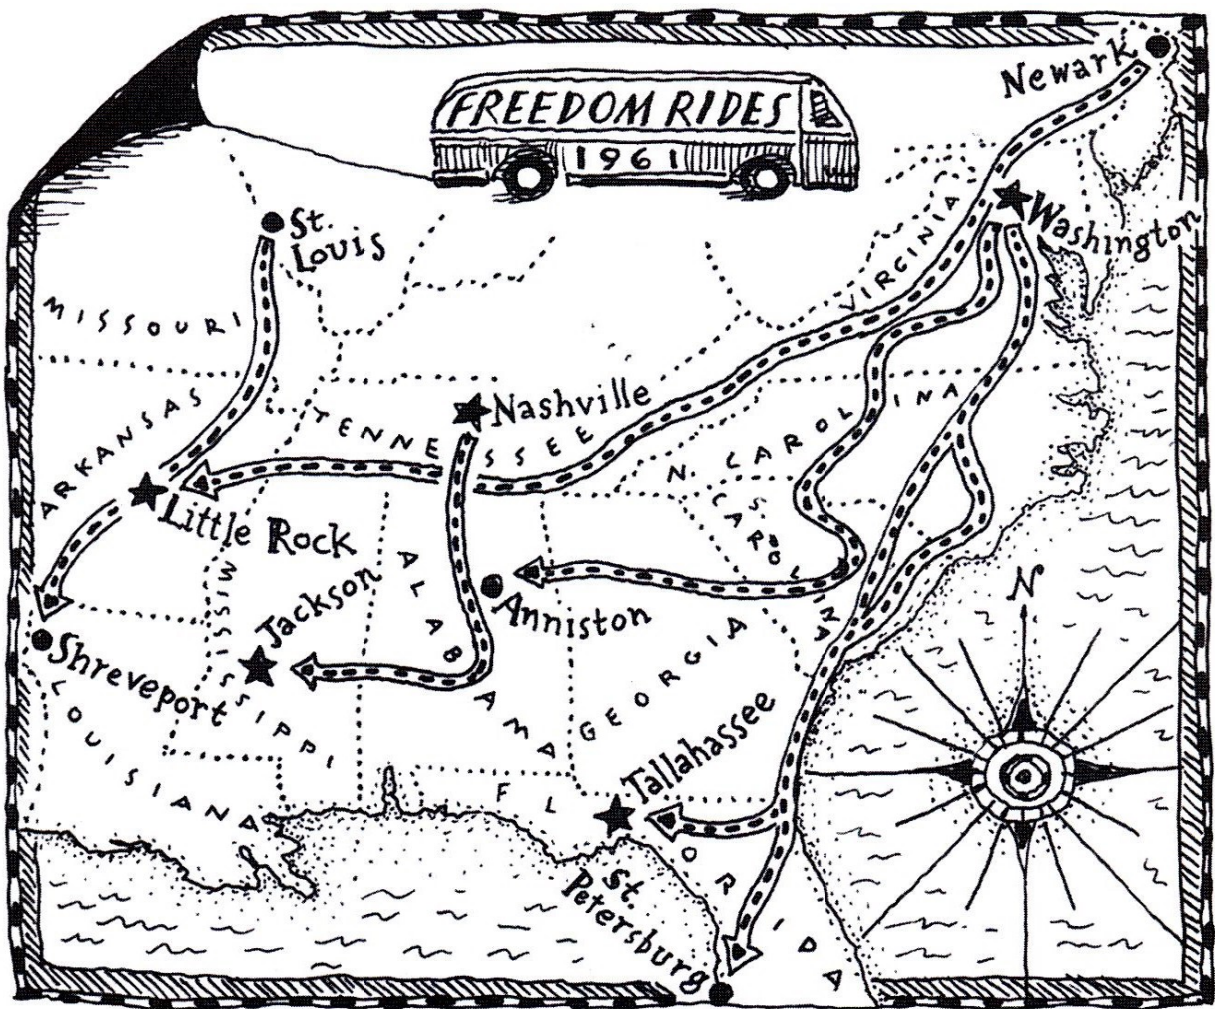 Newark
FREEDOM RIDES
1961
Washington
St.
Louis
VIRGINIA
MISSOURI
Nashville
ARKANSAS
TENNESSEE
N. CAROLINA
S.
CAROLINA
Little Rock
Jackson
ALABAMA
Anniston
MISSISSIPPI
GEORGIA
N
Shreveport
LOUISIANA
Tallahassee
FLORIDA
St.
Petersburg